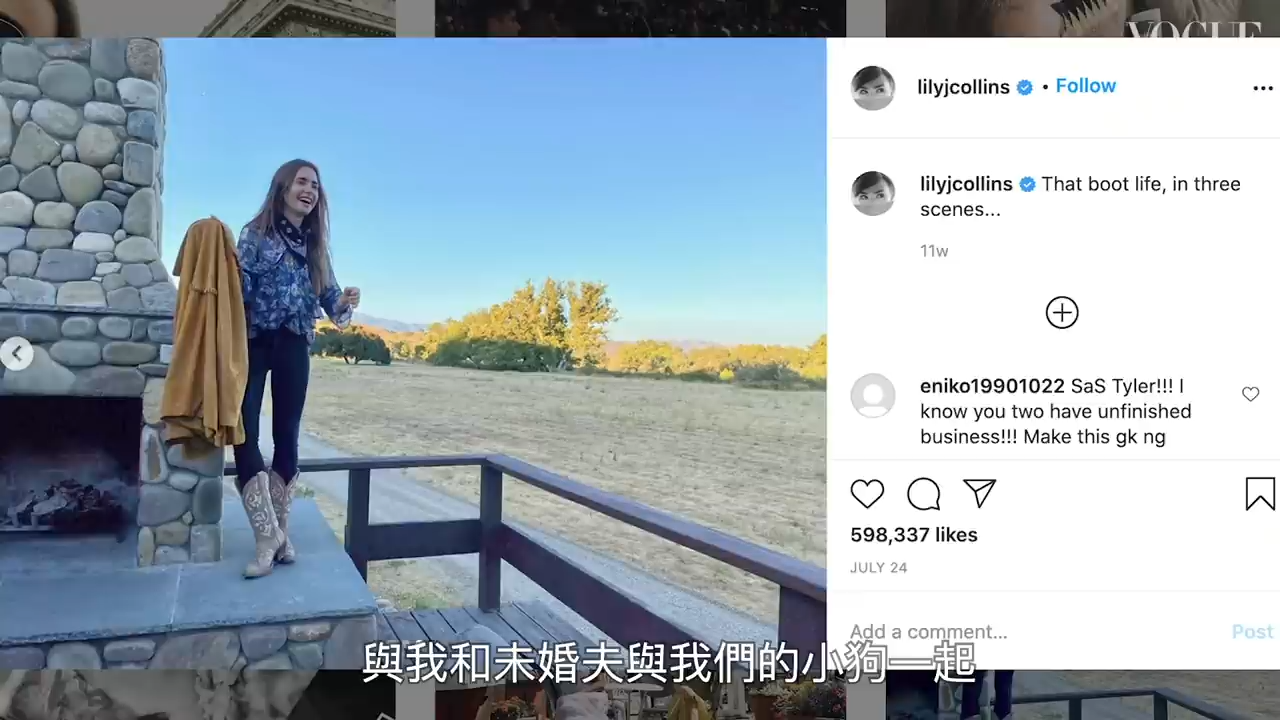 VOGUE
lilyjcollins • Follow
lilyjcollins That boot life, in three
scenes...
11w
eniko19901022 SaS Tyler!!! I
know you two have unfinished
business!!! Make this gk ng
598,337 likes
JULY 24
Add a comment... Post
與我和未婚夫與我們的小狗一起